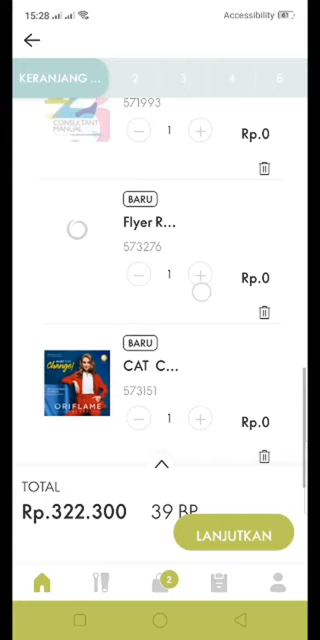 15:28
Accessibility 61
KERANJANG ... 2 3 4 5
CONSULTANT
MANUAL
571993
1
Rp.0
BARU
Flyer R...
573276
1
Rp.0
BARU
CAT C...
573151
Change!
ORIFLAME
1
Rp.0
TOTAL
Rp.322.300 39 BP
LANJUTKAN
2